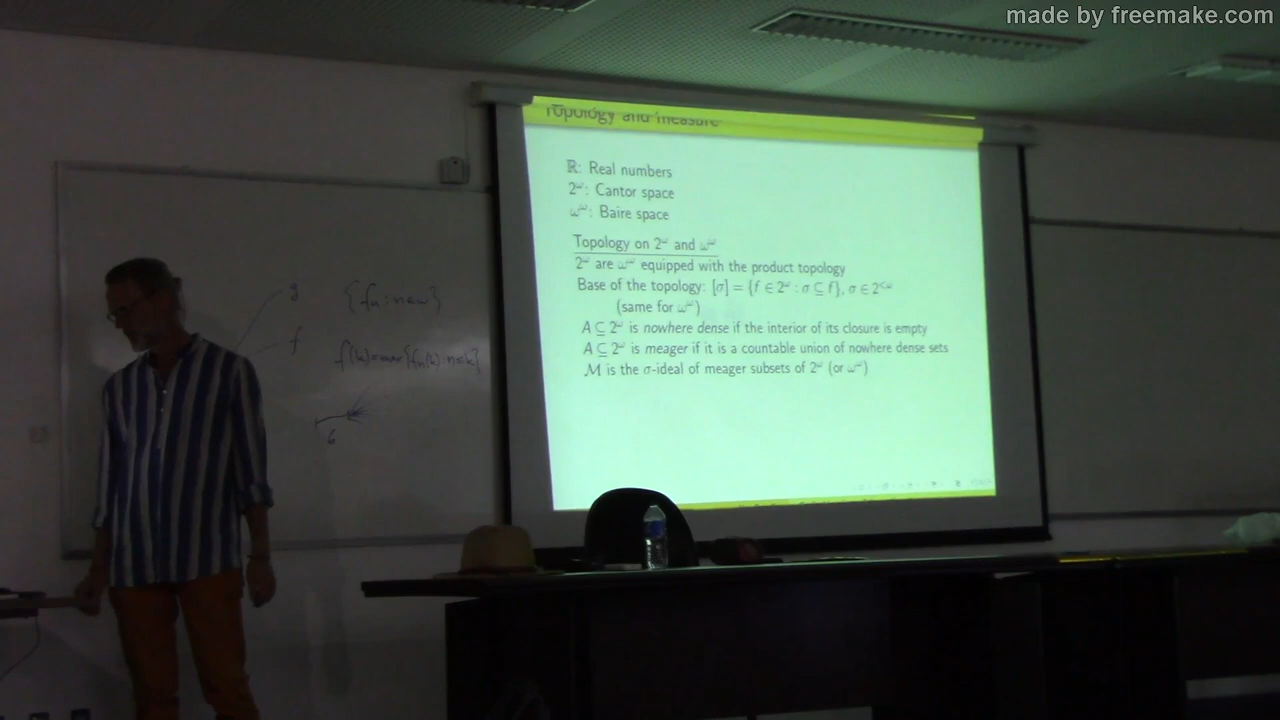 made by freemake.com
Topology and measure
ℝ: Real numbers
2^ω: Cantor space
ω^ω: Baire space
Topology on 2^ω and ω^ω
2^ω are ω^ω equipped with the product topology
Base of the topology: [σ] = {f ∈ 2^ω : σ ⊆ f}, σ ∈ 2^{<ω}
(same for ω^ω)
A ⊆ 2^ω is nowhere dense if the interior of its closure is empty
A ⊆ 2^ω is meager if it is a countable union of nowhere dense sets
M is the σ-ideal of meager subsets of 2^ω (or ω^ω)
g
{fn : n∈ω}
f
f(k)=max{fn(k) : n≤k}
6